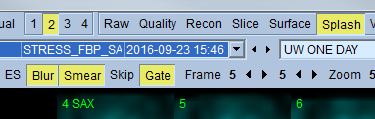 ual 1 2 3 4 Raw Quality Recon Slice Surface Splash
STRESS_FBP_SA 2016-09-23 15:46 UW ONE DAY
ES Blur Smear Skip Gate Frame 5 5 5 Zoom 5
4 SAX 5 6